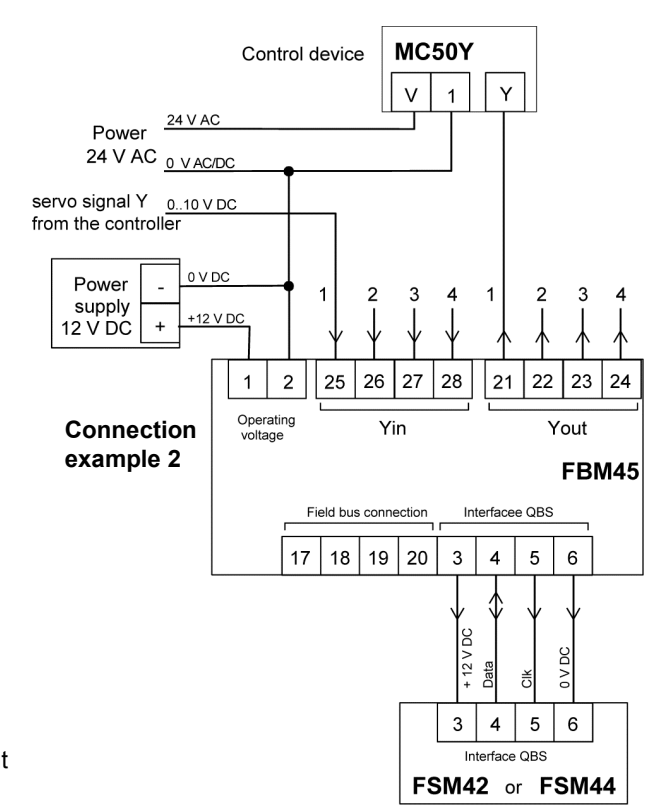 Control device
MC50Y
V 1 Y
24 V AC
Power
24 V AC
0 V AC/DC
servo signal Y
from the controller
0..10 V DC
Power
supply
12 V DC
-
+
0 V DC
+12 V DC
1 2 3 4 1 2 3 4
1 2 25 26 27 28 21 22 23 24
Operating
voltage
Yin
Yout
Connection
example 2
FBM45
Field bus connection
Interfacee QBS
17 18 19 20 3 4 5 6
+ 12 V DC
Data
Clk
0 V DC
3 4 5 6
Interface QBS
t
FSM42 or FSM44